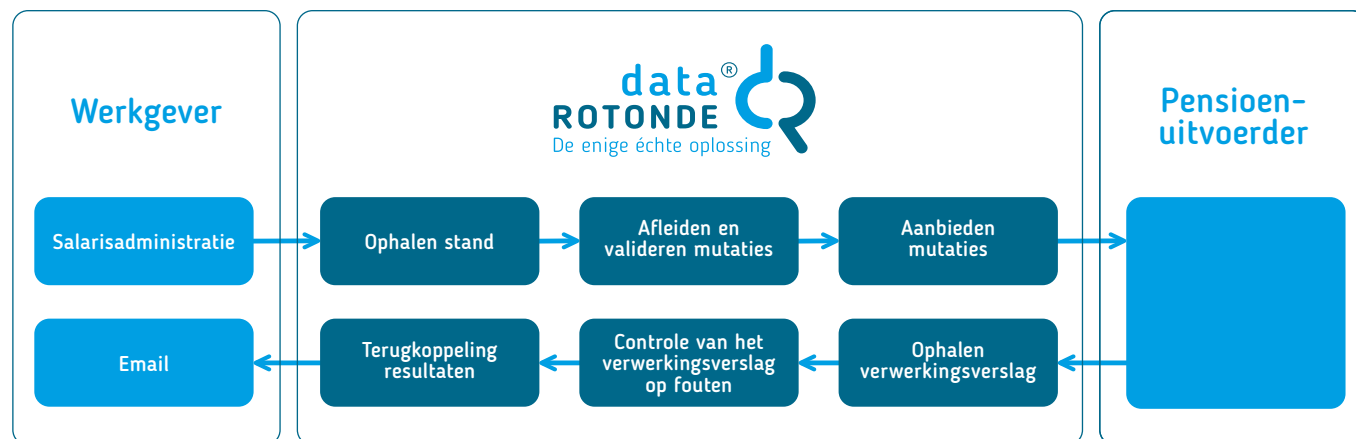 Werkgever
data®
ROTONDE
De enige échte oplossing
Pensioen-
uitvoerder
Salarisadministratie
Ophalen stand
Afleiden en
valideren mutaties
Aanbieden
mutaties
Email
Terugkoppeling
resultaten
Controle van het
verwerkingsverslag
op fouten
Ophalen
verwerkingsverslag